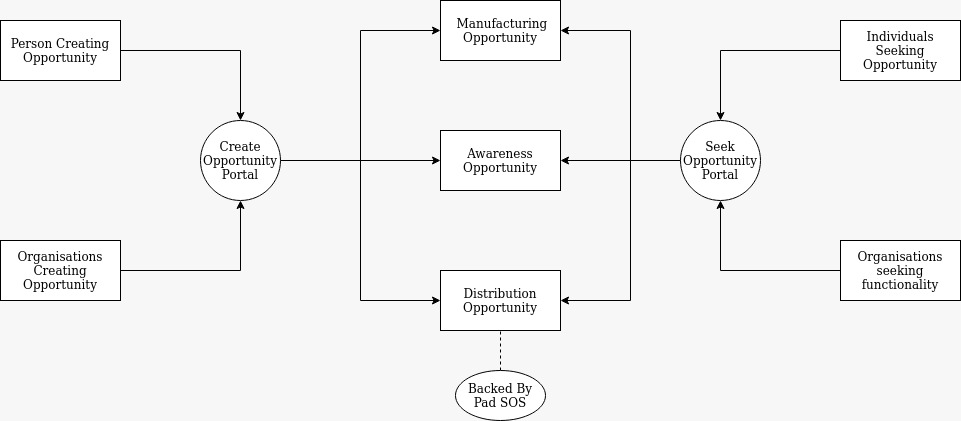 Person Creating
Opportunity
Organisations
Creating
Opportunity
Create
Opportunity
Portal
Manufacturing
Opportunity
Awareness
Opportunity
Distribution
Opportunity
Backed By
Pad SOS
Seek
Opportunity
Portal
Individuals
Seeking
Opportunity
Organisations
seeking
functionality